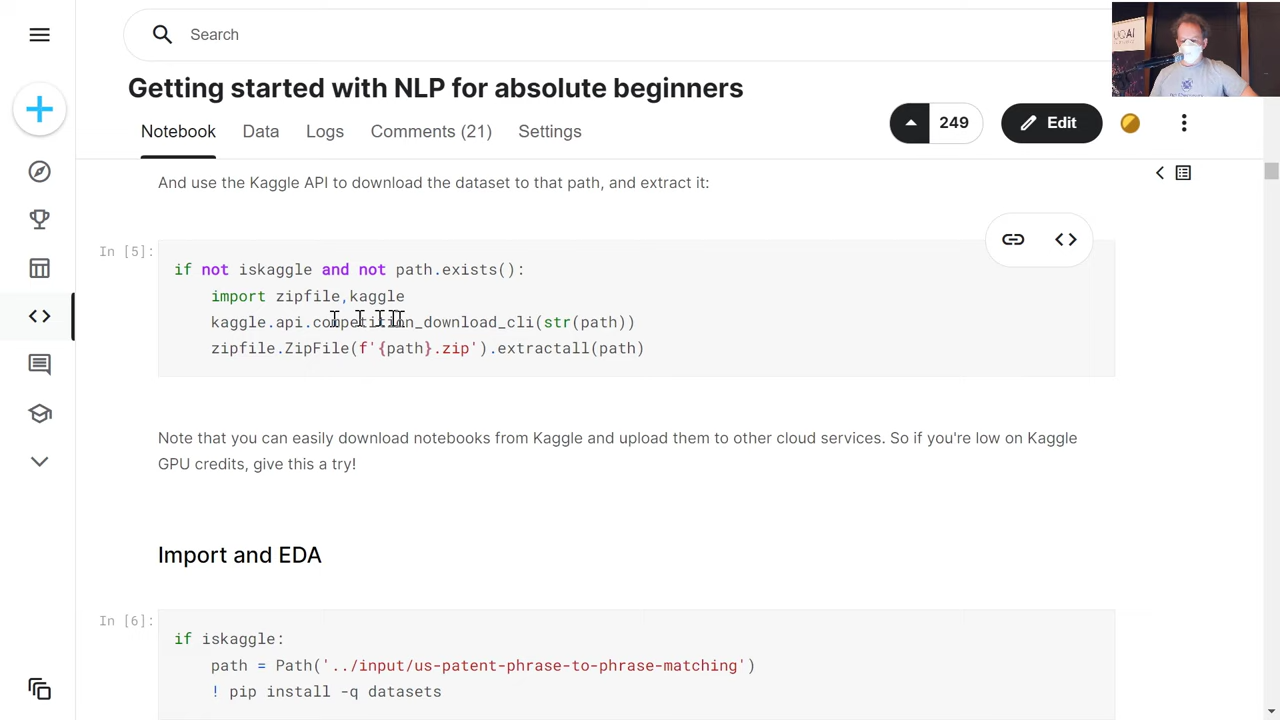 Search
Getting started with NLP for absolute beginners
Notebook Data Logs Comments (21) Settings
249 Edit
And use the Kaggle API to download the dataset to that path, and extract it:
In [5]:
if not iskaggle and not path.exists():
import zipfile,kaggle
kaggle.api.competition_download_cli(str(path))
zipfile.ZipFile(f'{path}.zip').extractall(path)
Note that you can easily download notebooks from Kaggle and upload them to other cloud services. So if you're low on Kaggle
GPU credits, give this a try!
Import and EDA
In [6]:
if iskaggle:
path = Path('../input/us-patent-phrase-to-phrase-matching')
! pip install -q datasets